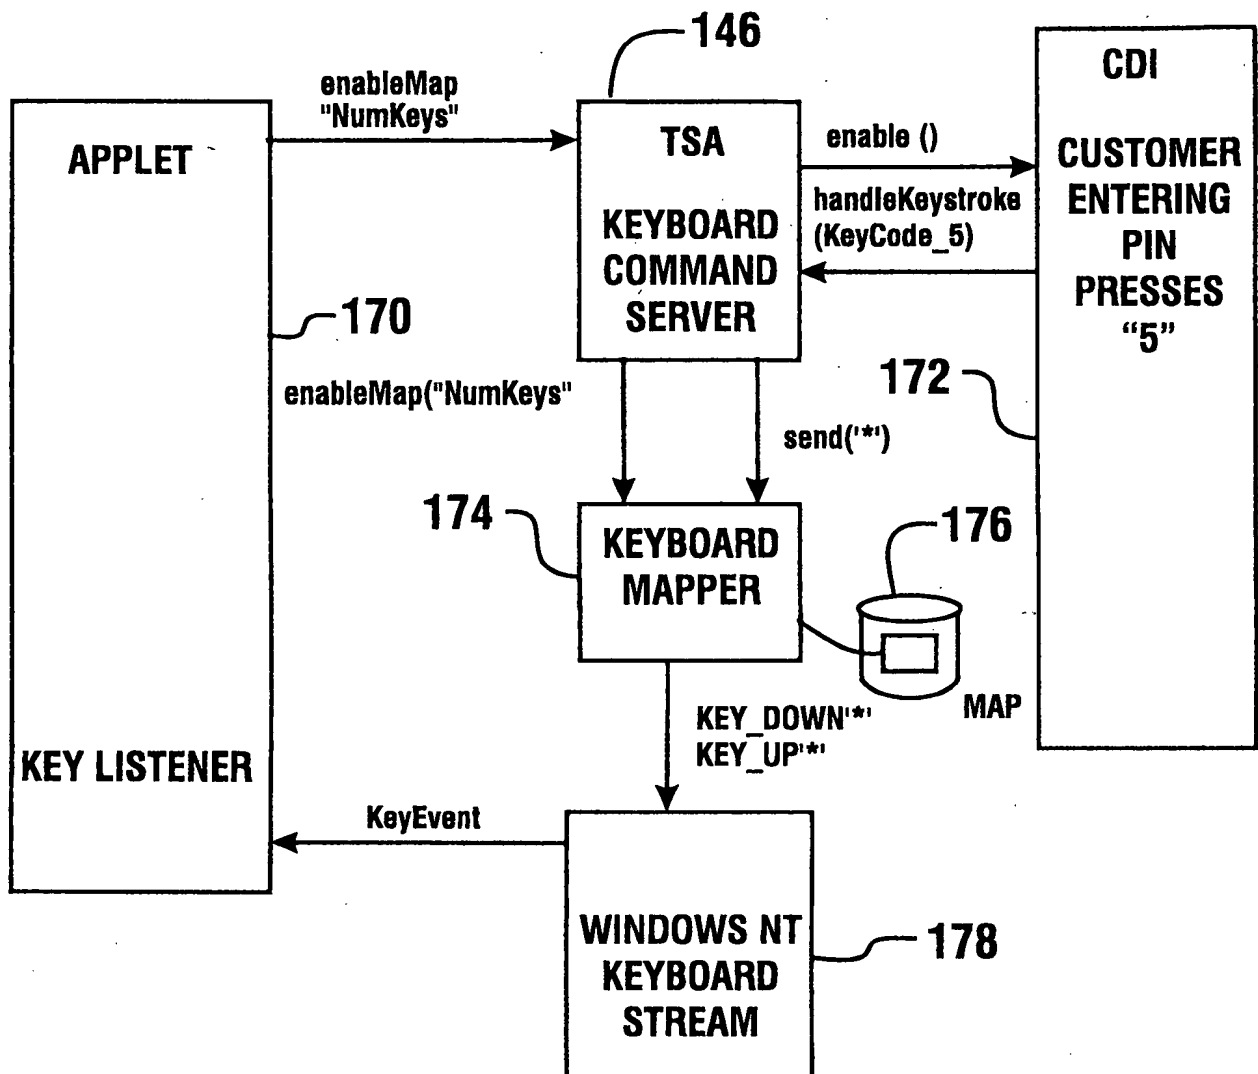 146
enableMap
"NumKeys"
APPLET
TSA
KEYBOARD
COMMAND
SERVER
enable ()
handleKeystroke
(KeyCode_5)
CDI
CUSTOMER
ENTERING
PIN
PRESSES
“5”
170
172
enableMap("NumKeys"
send('*')
174
KEYBOARD
MAPPER
176
MAP
KEY_DOWN'*'
KEY_UP'*'
KEY LISTENER
KeyEvent
WINDOWS NT
KEYBOARD
STREAM
178